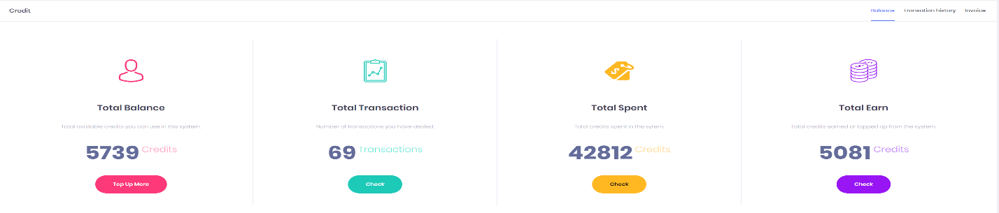 Credit
Balance Transation history Invoice
Total Balance
Total available credits you can use in this system.
5739 Credits
Top Up More
Total Transaction
Number of transactions you have dealed.
69 Transactions
Check
Total Spent
Total credits spent in the sytem.
42812 Credits
Check
Total Earn
Total credits earned or topped up from the system.
5081 Credits
Check